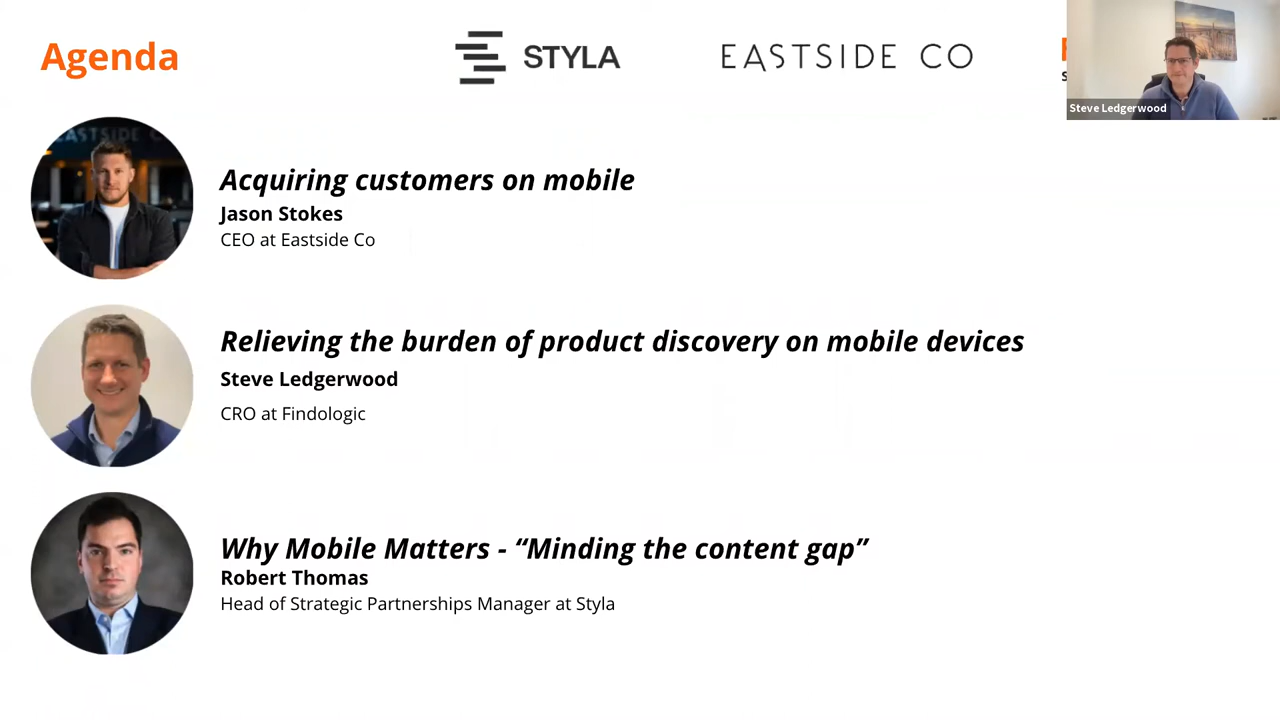 Agenda
STYLA
EASTSIDE CO
Steve Ledgerwood
EASTSIDE C
Acquiring customers on mobile
Jason Stokes
CEO at Eastside Co
Relieving the burden of product discovery on mobile devices
Steve Ledgerwood
CRO at Findologic
Why Mobile Matters - “Minding the content gap”
Robert Thomas
Head of Strategic Partnerships Manager at Styla